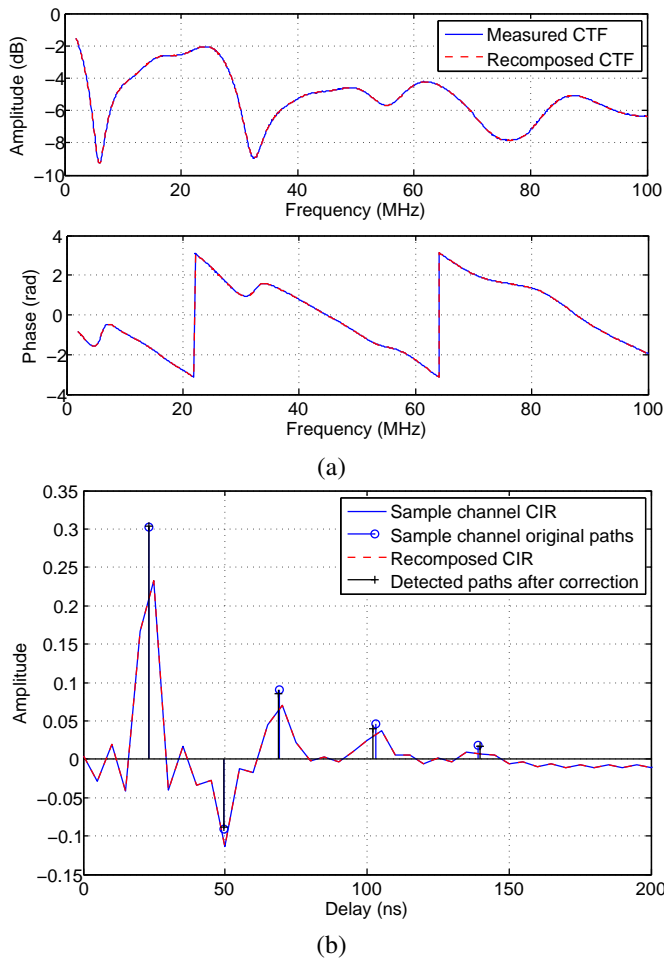 0
−2
−4
−6
−8
−10
Amplitude (dB)
Measured CTF
Recomposed CTF
0 20 40 60 80 100
Frequency (MHz)
4
2
0
−2
−4
Phase (rad)
0 20 40 60 80 100
Frequency (MHz)
(a)
0.35
0.3
0.25
0.2
0.15
0.1
0.05
0
−0.05
−0.1
−0.15
Amplitude
Sample channel CIR
Sample channel original paths
Recomposed CIR
Detected paths after correction
0 50 100 150 200
Delay (ns)
(b)